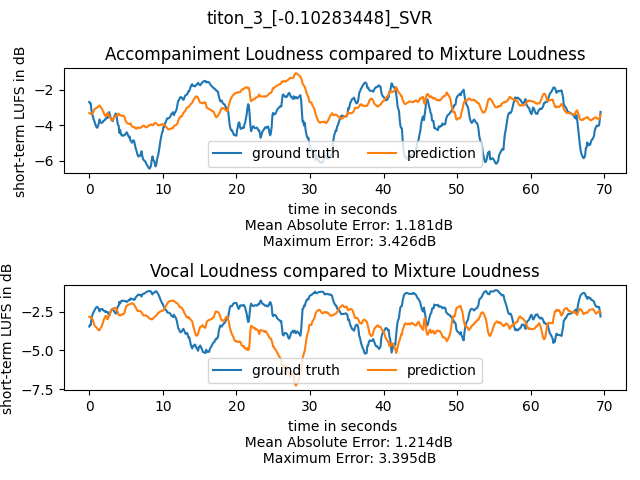 titon_3_[-0.10283448]_SVR
Accompaniment Loudness compared to Mixture Loudness
short-term LUFS in dB
−2
−4
−6
ground truth
prediction
0 10 20 30 40 50 60 70
time in seconds
Mean Absolute Error: 1.181dB
Maximum Error: 3.426dB
Vocal Loudness compared to Mixture Loudness
short-term LUFS in dB
−2.5
−5.0
−7.5
ground truth
prediction
0 10 20 30 40 50 60 70
time in seconds
Mean Absolute Error: 1.214dB
Maximum Error: 3.395dB